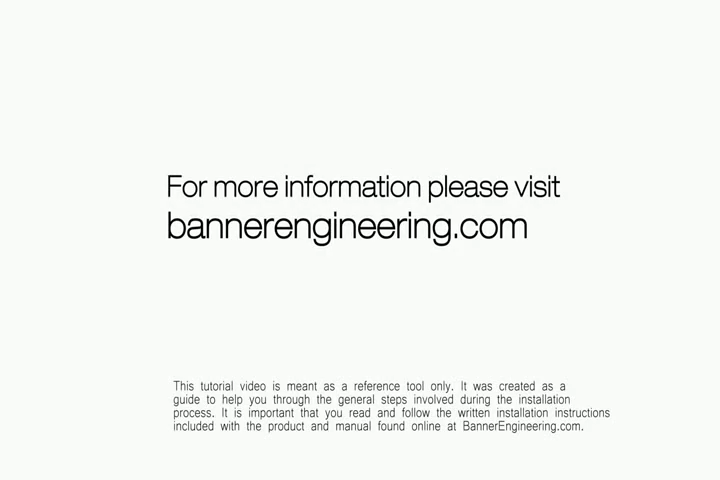 For more information please visit
bannerengineering.com
This tutorial video is meant as a reference tool only. It was created as a
guide to help you through the general steps involved during the installation
process. It is important that you read and follow the written installation instructions
included with the product and manual found online at BannerEngineering.com.